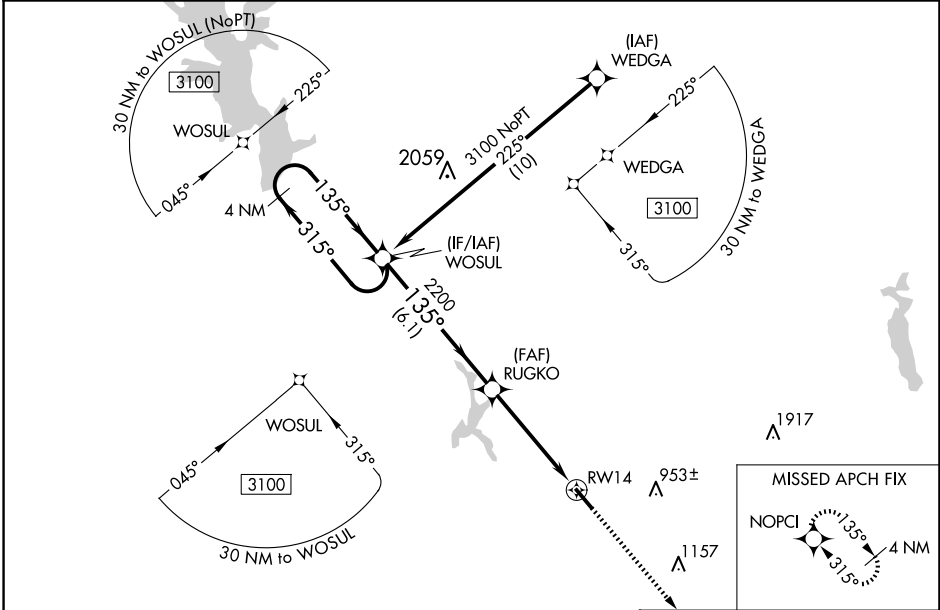 30 NM to WOSUL (NoPT)
3100
225°
WOSUL
045°
(IAF)
WEDGA
3100 NoPT
225°
(10)
2059
225°
WEDGA
3100
315°
30 NM to WEDGA
4 NM
135°
315°
(IF/IAF)
WOSUL
2200
135°
(6.1)
(FAF)
RUGKO
WOSUL
045°
315°
3100
30 NM to WOSUL
RW14
953±
1917
1157
MISSED APCH FIX
NOPCI
135°
315°
4 NM